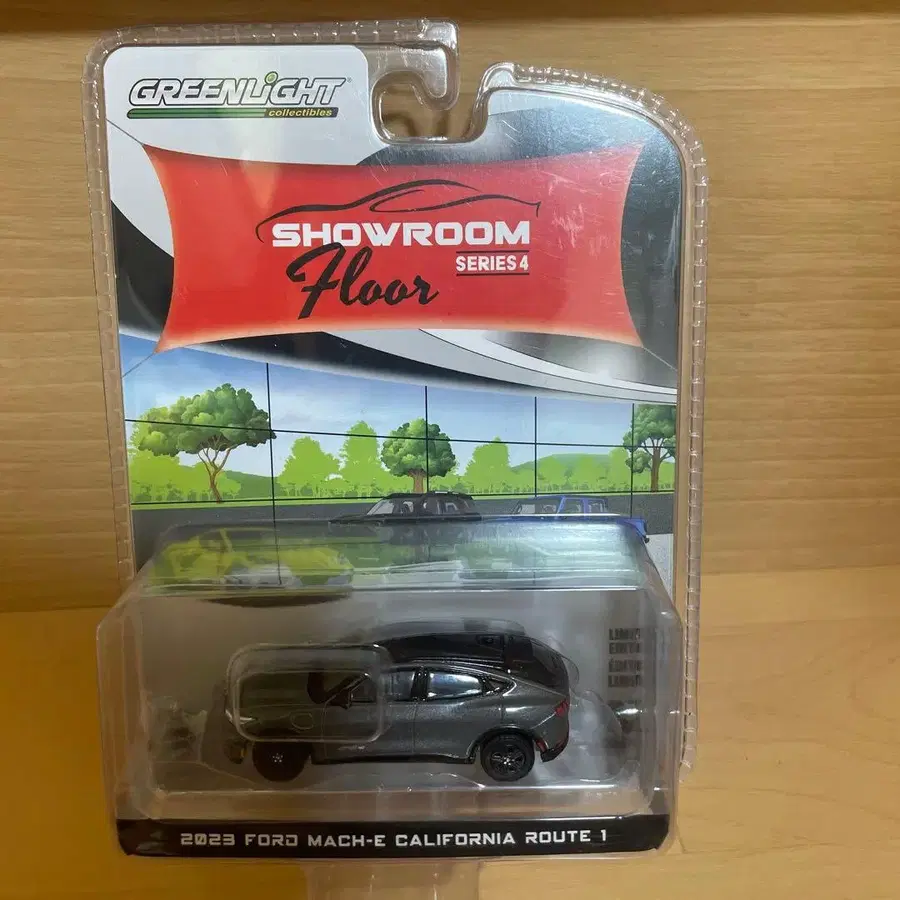 GREENLIGHT
collectibles
SHOWROOM
Floor
SERIES 4
2023 FORD MACH-E CALIFORNIA ROUTE 1